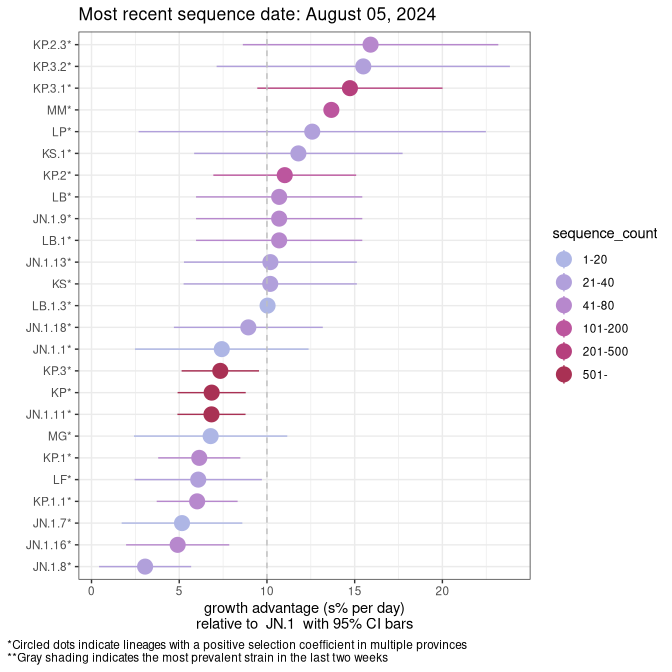 Most recent sequence date: August 05, 2024
KP.2.3*
KP.3.2*
KP.3.1*
MM*
LP*
KS.1*
KP.2*
LB*
JN.1.9*
LB.1*
JN.1.13*
KS*
LB.1.3*
JN.1.18*
JN.1.1*
KP.3*
KP*
JN.1.11*
MG*
KP.1*
LF*
KP.1.1*
JN.1.7*
JN.1.16*
JN.1.8*
0 5 10 15 20
growth advantage (s% per day)
relative to JN.1 with 95% CI bars
sequence_count
1-20
21-40
41-80
101-200
201-500
501-
*Circled dots indicate lineages with a positive selection coefficient in multiple provinces
**Gray shading indicates the most prevalent strain in the last two weeks